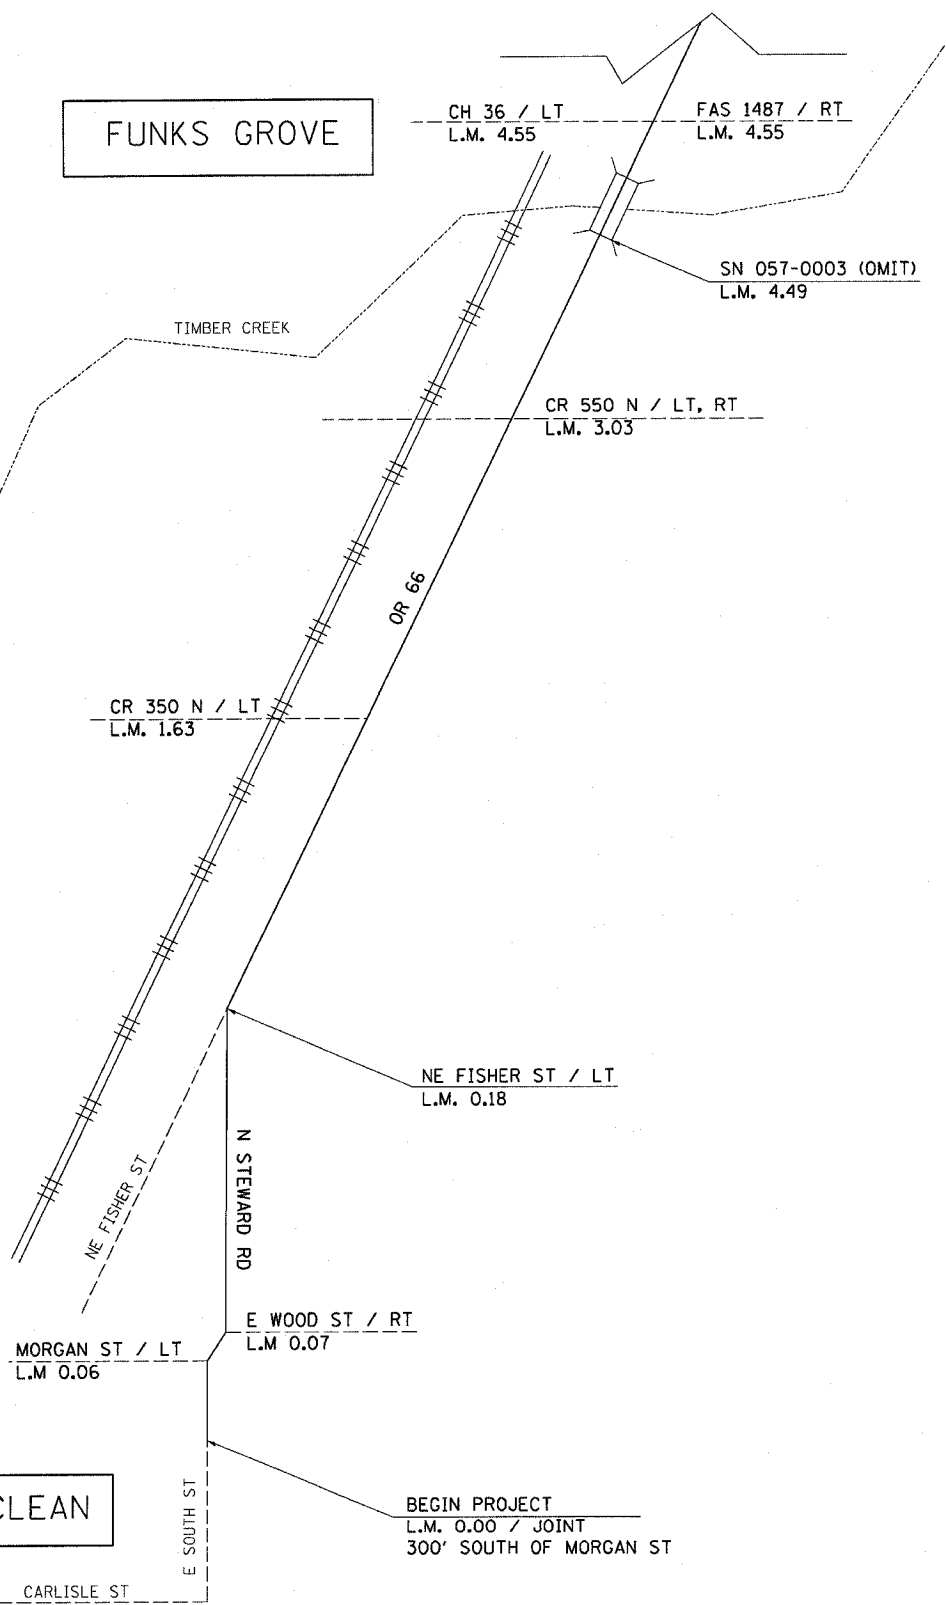 FUNKS GROVE
CH 36 / LT
L.M. 4.55
FAS 1487 / RT
L.M. 4.55
SN 057-0003 (OMIT)
L.M. 4.49
TIMBER CREEK
CR 550 N / LT, RT
L.M. 3.03
OR 66
CR 350 N / LT
L.M. 1.63
NE FISHER ST / LT
L.M. 0.18
N STEWARD RD
NE FISHER ST
E WOOD ST / RT
L.M 0.07
MORGAN ST / LT
L.M 0.06
CLEAN
E SOUTH ST
BEGIN PROJECT
L.M. 0.00 / JOINT
300' SOUTH OF MORGAN ST
CARLISLE ST